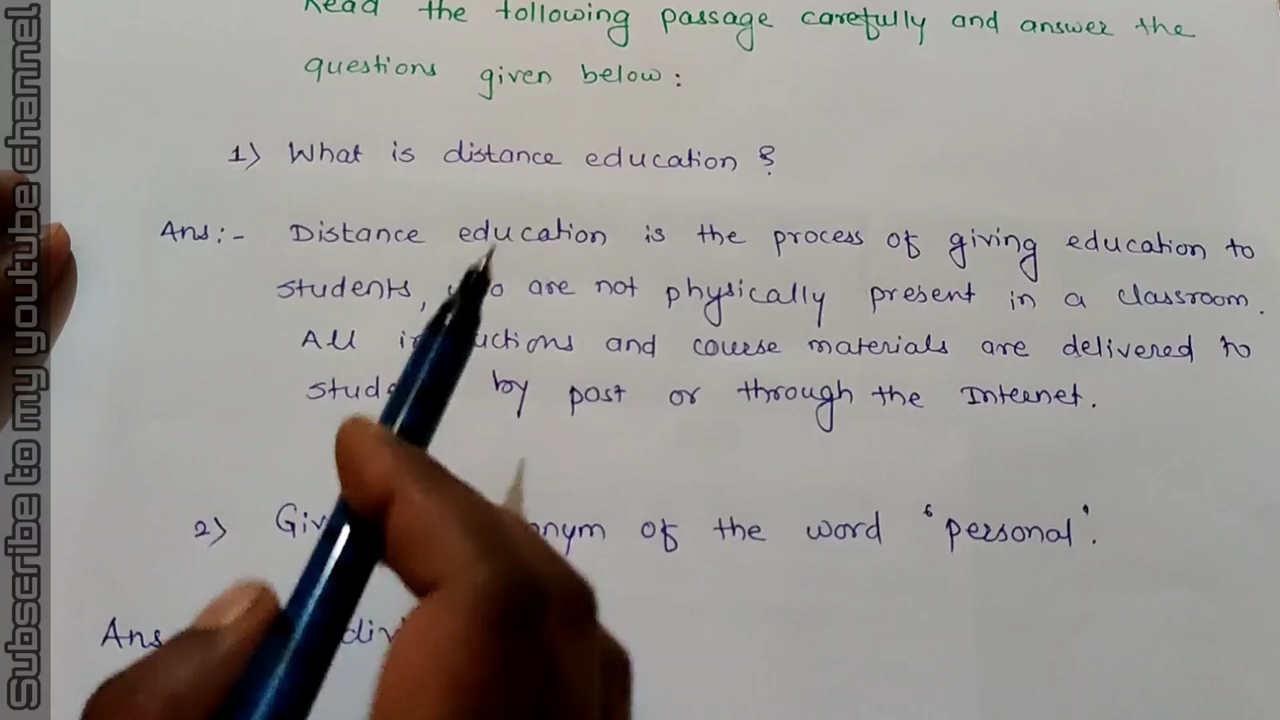 Read the following passage carefully and answer the
questions given below:
1) What is distance education?
Ans:- Distance education is the process of giving education to
students, who are not physically present in a classroom.
All instructions and course materials are delivered to
by post or through the Internet.
2) of the word 'personal'.
Ans
Subscribe to my youtube channel